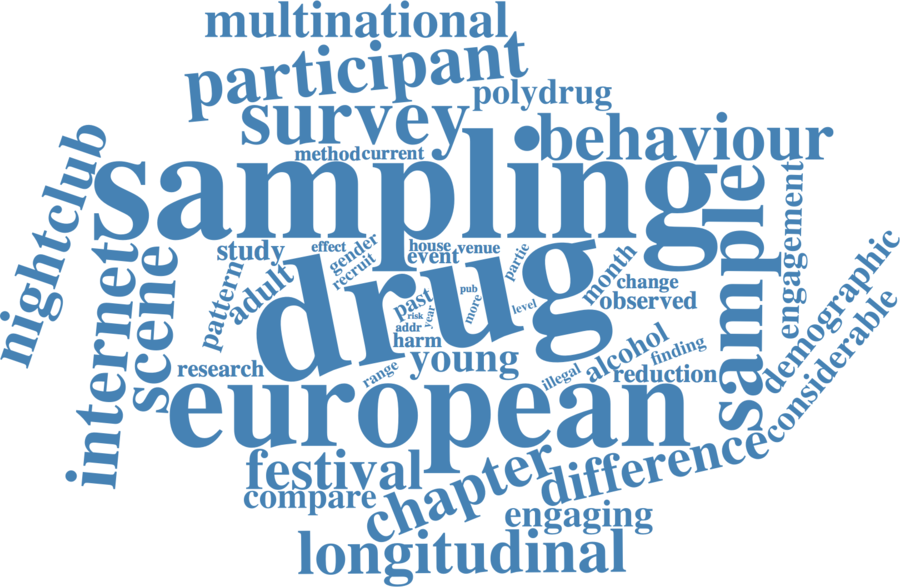 multinational
participant
polydrug
survey
behaviour
methodcurrent
sampling
nightclub
internet
scene
sample
engagement
demographic
considerable
study
effect
gender
recruit
house
venue
event
partie
month
change
observed
pattern
adult
drug
past
risk
year
addr
harm
pub
more
level
young
research
range
illegal
alcohol
finding
reduction
european
festival
compare
chapter
difference
engaging
longitudinal